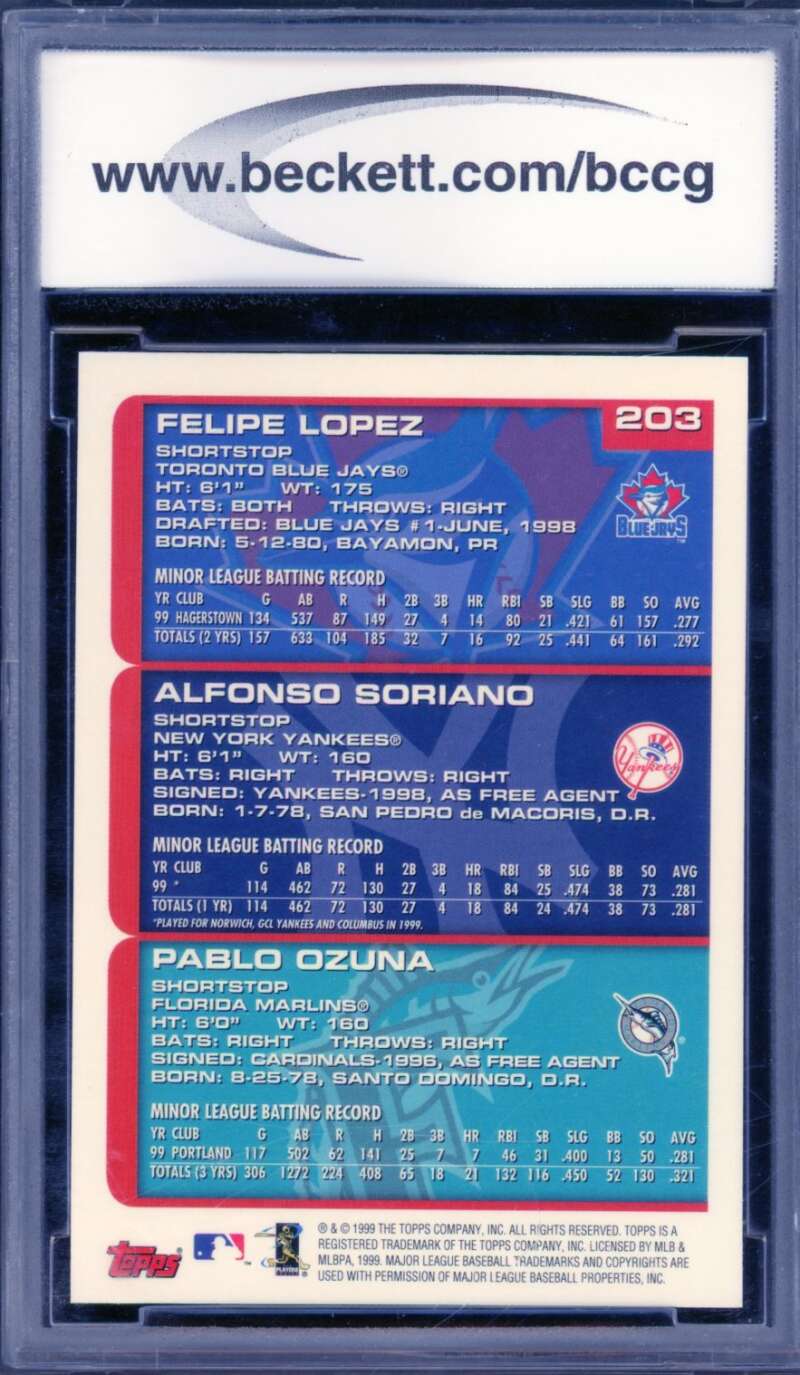 www.beckett.com/bccg
FELIPE LOPEZ
203
SHORTSTOP
TORONTO BLUE JAYS®
HT: 6'1" WT: 175
BATS: BOTH THROWS: RIGHT
DRAFTED: BLUE JAYS #1-JUNE, 1998
BORN: 5-12-80, BAYAMON, PR
BLUE JAYS
TM
MINOR LEAGUE BATTING RECORD
YR CLUB G AB R H 2B 3B HR RBI SB SLG BB SO AVG
99 HAGERSTOWN 134 537 87 149 27 4 14 80 21 .421 61 157 .277
TOTALS (2 YRS) 157 633 104 185 32 7 16 92 25 .441 64 161 .292
ALFONSO SORIANO
SHORTSTOP
NEW YORK YANKEES®
HT: 6'1" WT: 160
BATS: RIGHT THROWS: RIGHT
SIGNED: YANKEES-1998, AS FREE AGENT
BORN: 1-7-78, SAN PEDRO de MACORIS, D.R.
Yankees
MINOR LEAGUE BATTING RECORD
YR CLUB G AB R H 2B 3B HR RBI SB SLG BB SO AVG
99 * 114 462 72 130 27 4 18 84 25 .474 38 73 .281
TOTALS (1 YR) 114 462 72 130 27 4 18 84 24 .474 38 73 .281
*PLAYED FOR NORWICH, GCL YANKEES AND COLUMBUS IN 1999.
PABLO OZUNA
SHORTSTOP
FLORIDA MARLINS®
HT: 6'0" WT: 160
BATS: RIGHT THROWS: RIGHT
SIGNED: CARDINALS-1996, AS FREE AGENT
BORN: 8-25-78, SANTO DOMINGO, D.R.
MINOR LEAGUE BATTING RECORD
YR CLUB G AB R H 2B 3B HR RBI SB SLG BB SO AVG
99 PORTLAND 117 502 62 141 25 7 7 46 31 .400 13 50 .281
TOTALS (3 YRS) 306 1272 224 408 65 18 21 132 116 .450 52 130 .321
® & © 1999 THE TOPPS COMPANY, INC. ALL RIGHTS RESERVED. TOPPS IS A
REGISTERED TRADEMARK OF THE TOPPS COMPANY, INC. LICENSED BY MLB &
MLBPA, 1999. MAJOR LEAGUE BASEBALL TRADEMARKS AND COPYRIGHTS ARE
USED WITH PERMISSION OF MAJOR LEAGUE BASEBALL PROPERTIES, INC.
TOPPS®
PLAYERS